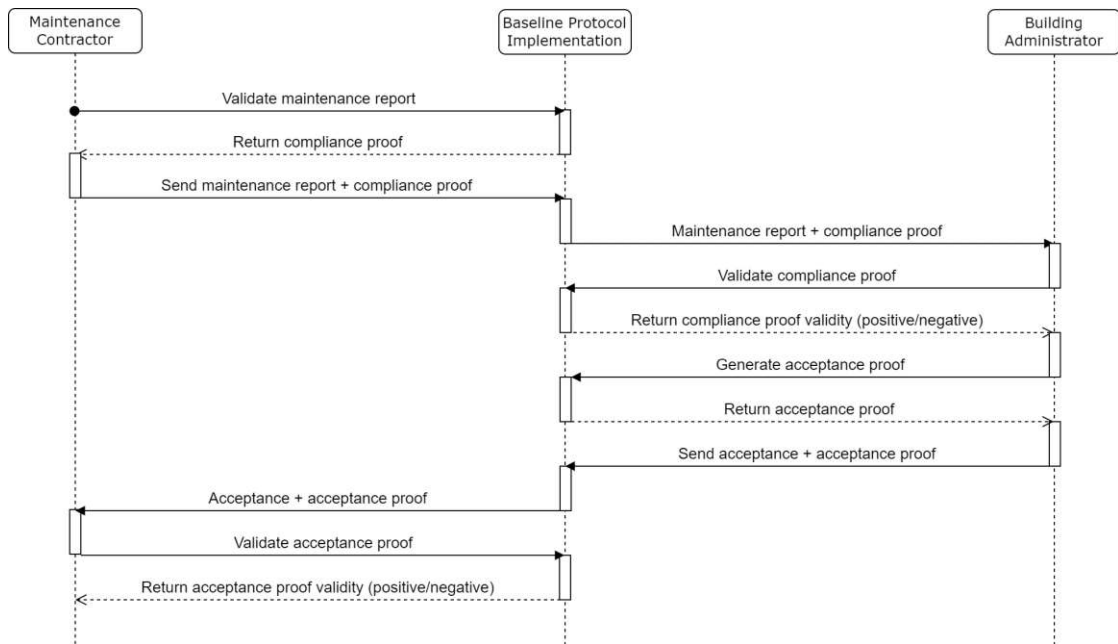 Maintenance
Contractor
Baseline Protocol
Implementation
Building
Administrator
Validate maintenance report
Return compliance proof
Send maintenance report + compliance proof
Maintenance report + compliance proof
Validate compliance proof
Return compliance proof validity (positive/negative)
Generate acceptance proof
Return acceptance proof
Send acceptance + acceptance proof
Acceptance + acceptance proof
Validate acceptance proof
Return acceptance proof validity (positive/negative)